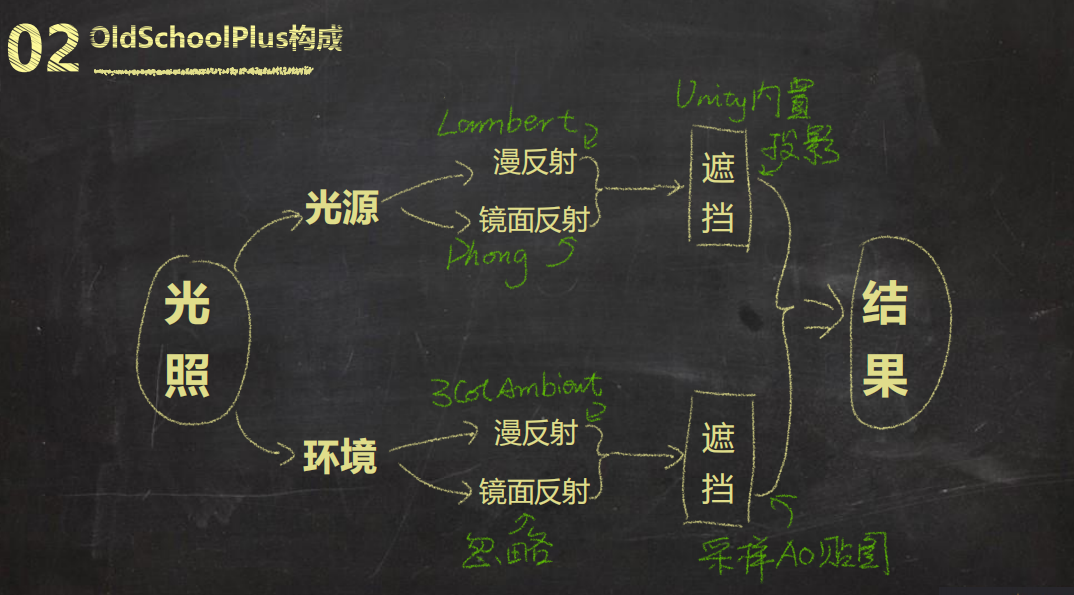 02 OldSchoolPlus构成
Unity内置
投影
Lambert
漫反射
光源
镜面反射
Phong
遮
挡
光
照
结
果
3ColAmbient
漫反射
环境
镜面反射
忽略
遮
挡
采样AO贴图